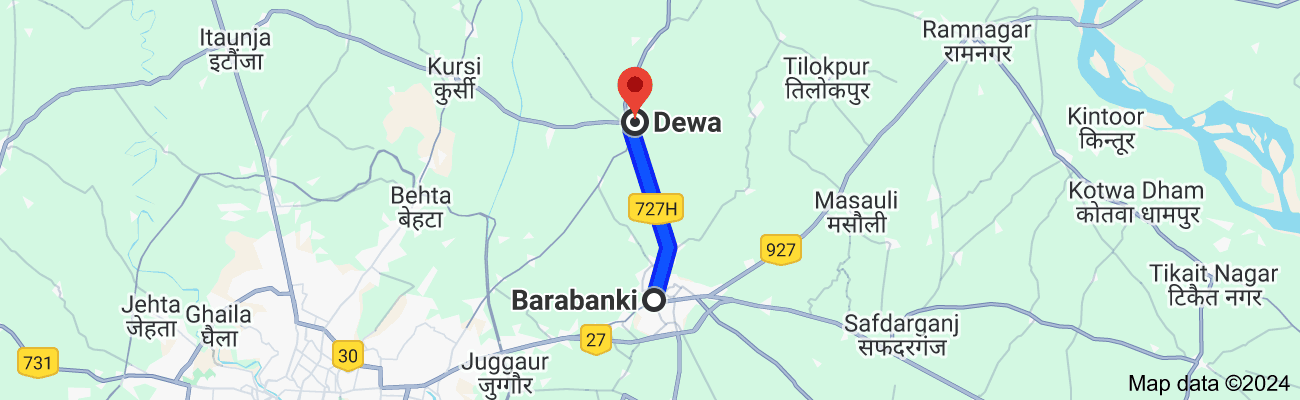 Itaunja
इटौंजा
Kursi
कुर्सी
Ramnagar
रामनगर
Tilokpur
तिलोकपुर
Dewa
Kintoor
किन्तूर
Behta
बेहटा
727H
Masauli
मसौली
Kotwa Dham
कोतवा धामपुर
927
Tikait Nagar
टिकैत नगर
Barabanki
Jehta
जेहता
Ghaila
घैला
27
Safdarganj
सफदरगंज
731
30
Juggaur
जुग्गौर
Map data ©2024